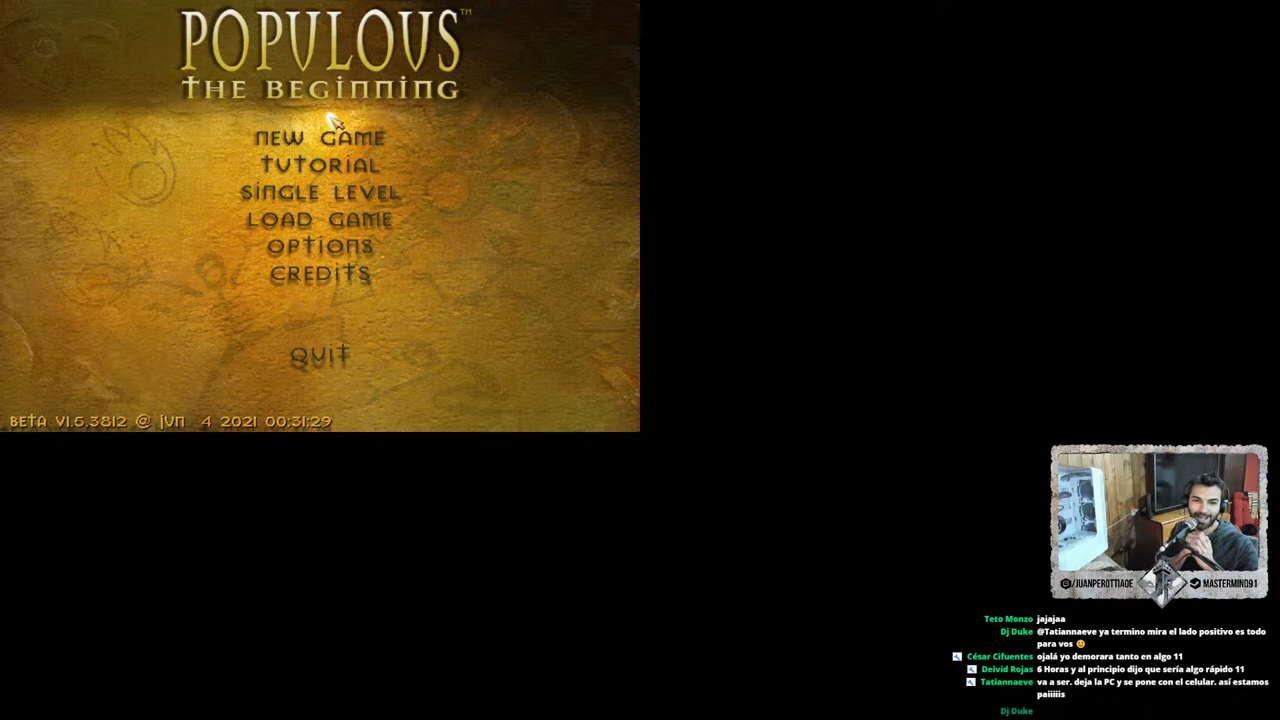 POPULOUS™
THE BEGINNING
NEW GAME
TUTORIAL
SINGLE LEVEL
LOAD GAME
OPTIONS
CREDITS
QUIT
BETA V1.5.3812 @ JUN 4 2021 00:31:29
/JUANPEROTTIAOE
MASTERMIND91
Teto Monzo jajajaa
Dj Duke @Tatiannaeve ya termino mira el lado positivo es todo
para vos 😀
César Cifuentes ojalá yo demorara tanto en algo 11
Deivid Rojas 6 Horas y al principio dijo que sería algo rápido 11
Tatiannaeve va a ser. deja la PC y se pone con el celular. así estamos
paiiiiis
Dj Duke